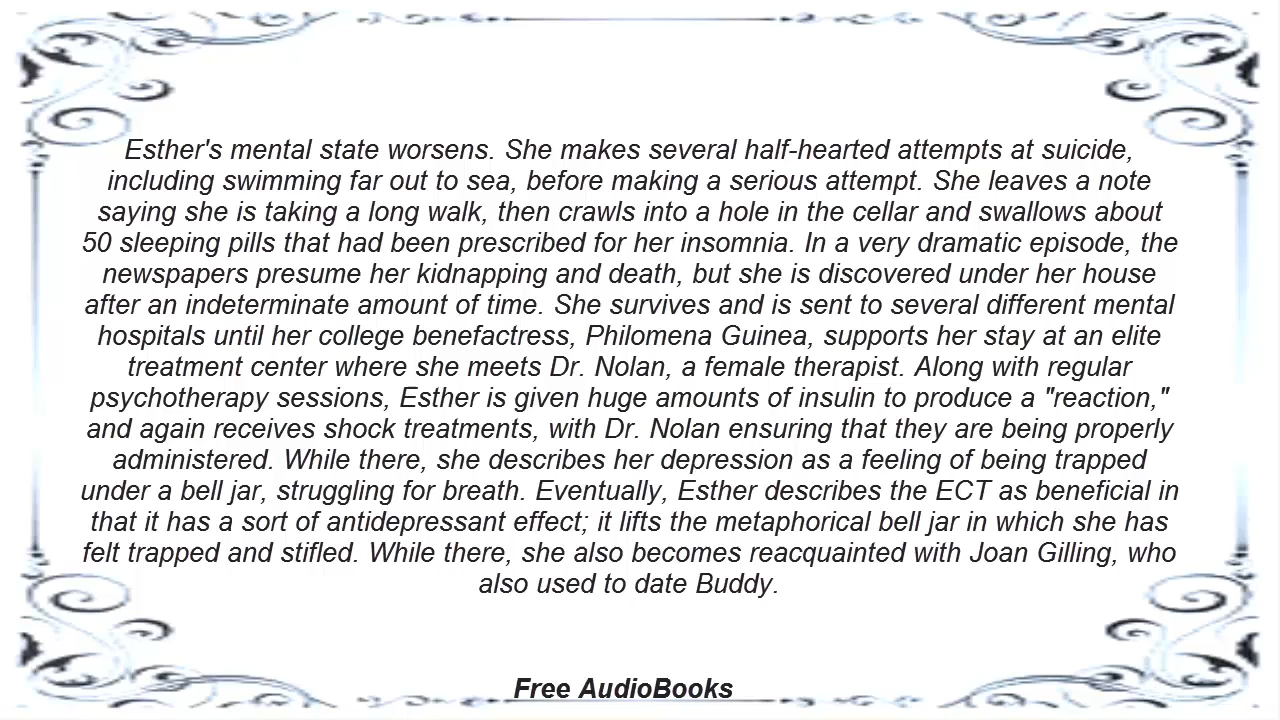 Esther's mental state worsens. She makes several half-hearted attempts at suicide,
including swimming far out to sea, before making a serious attempt. She leaves a note
saying she is taking a long walk, then crawls into a hole in the cellar and swallows about
50 sleeping pills that had been prescribed for her insomnia. In a very dramatic episode, the
newspapers presume her kidnapping and death, but she is discovered under her house
after an indeterminate amount of time. She survives and is sent to several different mental
hospitals until her college benefactress, Philomena Guinea, supports her stay at an elite
treatment center where she meets Dr. Nolan, a female therapist. Along with regular
psychotherapy sessions, Esther is given huge amounts of insulin to produce a "reaction,"
and again receives shock treatments, with Dr. Nolan ensuring that they are being properly
administered. While there, she describes her depression as a feeling of being trapped
under a bell jar, struggling for breath. Eventually, Esther describes the ECT as beneficial in
that it has a sort of antidepressant effect; it lifts the metaphorical bell jar in which she has
felt trapped and stifled. While there, she also becomes reacquainted with Joan Gilling, who
also used to date Buddy.
Free AudioBooks